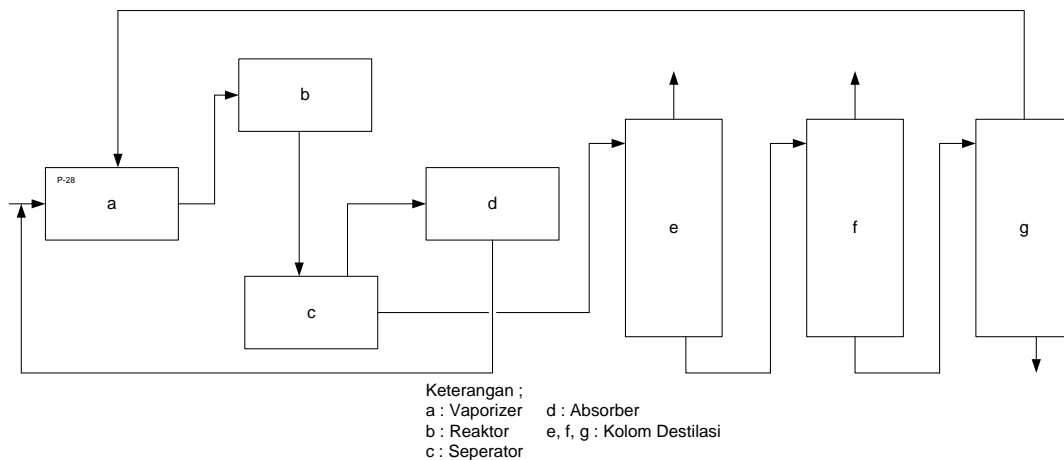 b
P-28
a
d
e
f
g
c
Keterangan ;
a : Vaporizer d : Absorber
b : Reaktor e, f, g : Kolom Destilasi
c : Seperator